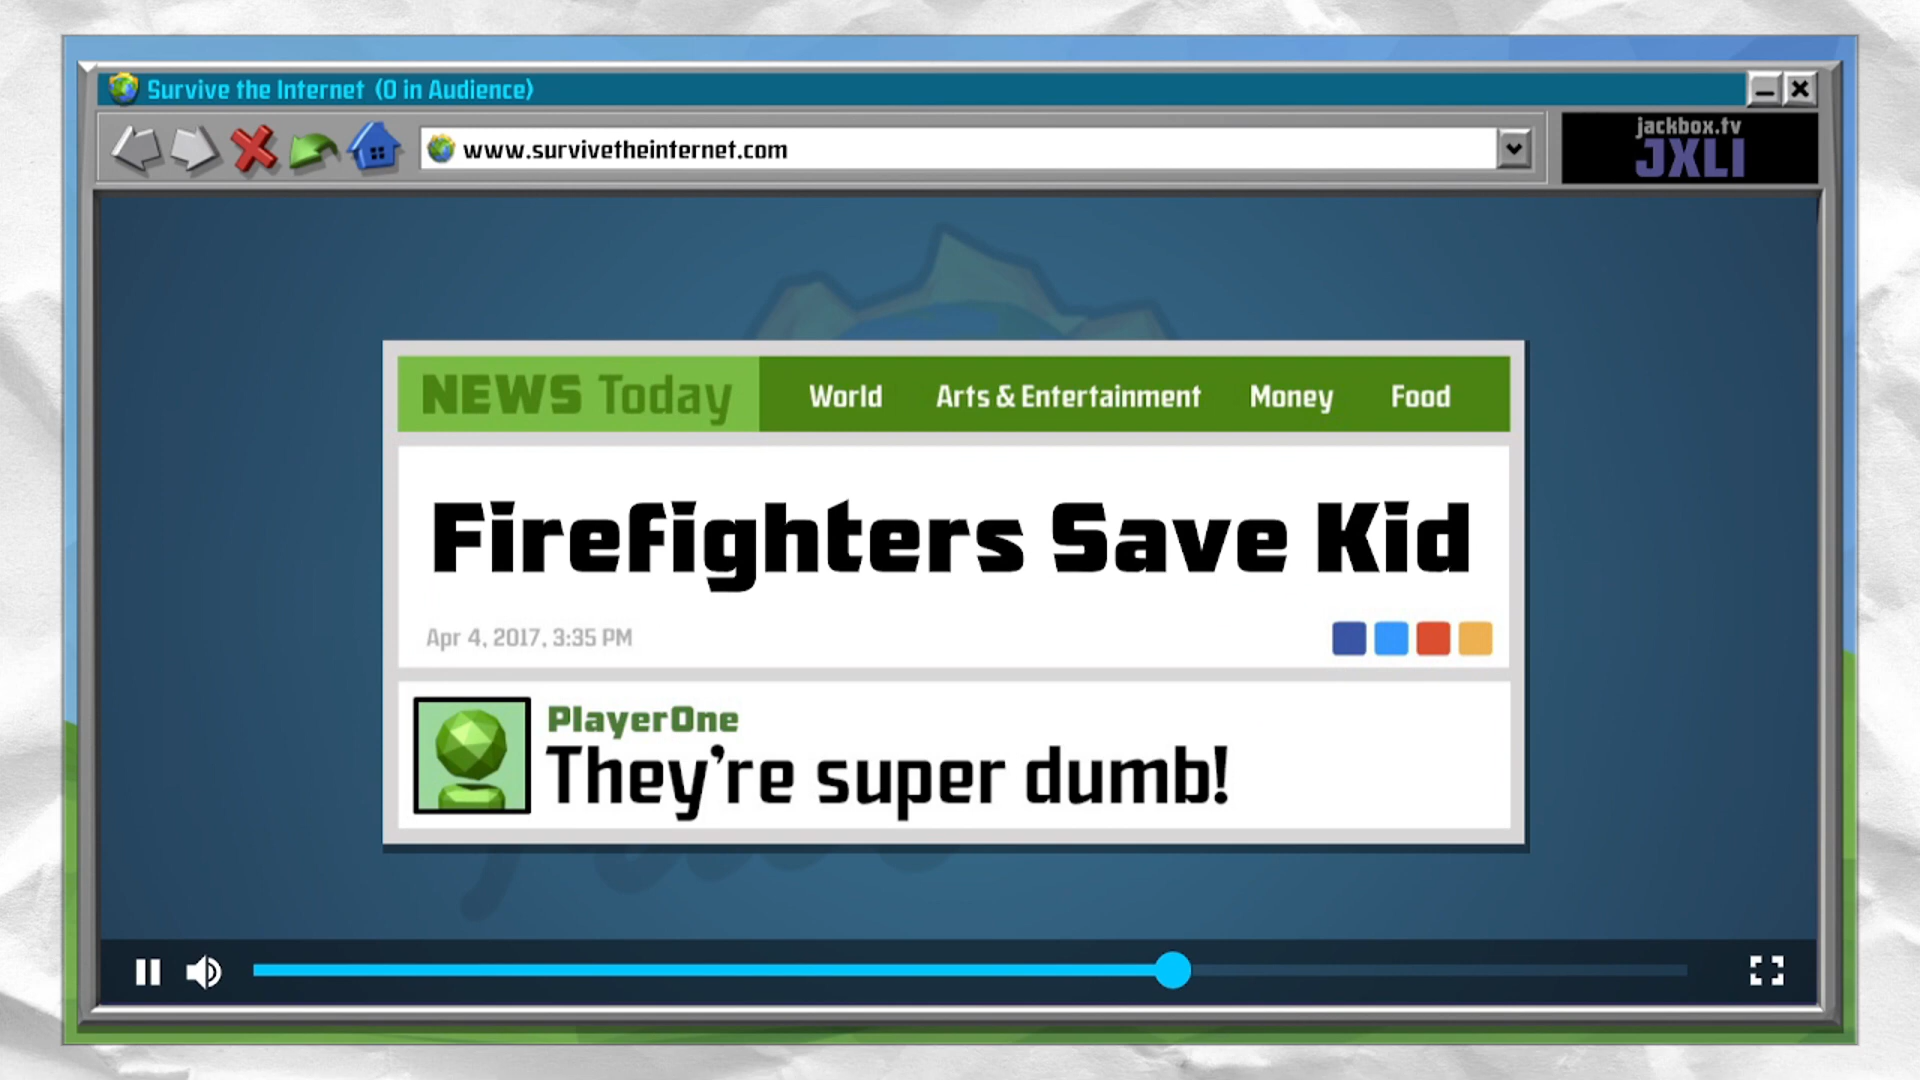 Survive the Internet (0 in Audience)
www.survivetheinternet.com
jackbox.tv
JXLI
NEWS Today World Arts & Entertainment Money Food
Firefighters Save Kid
Apr 4, 2017, 3:35 PM
PlayerOne
They're super dumb!